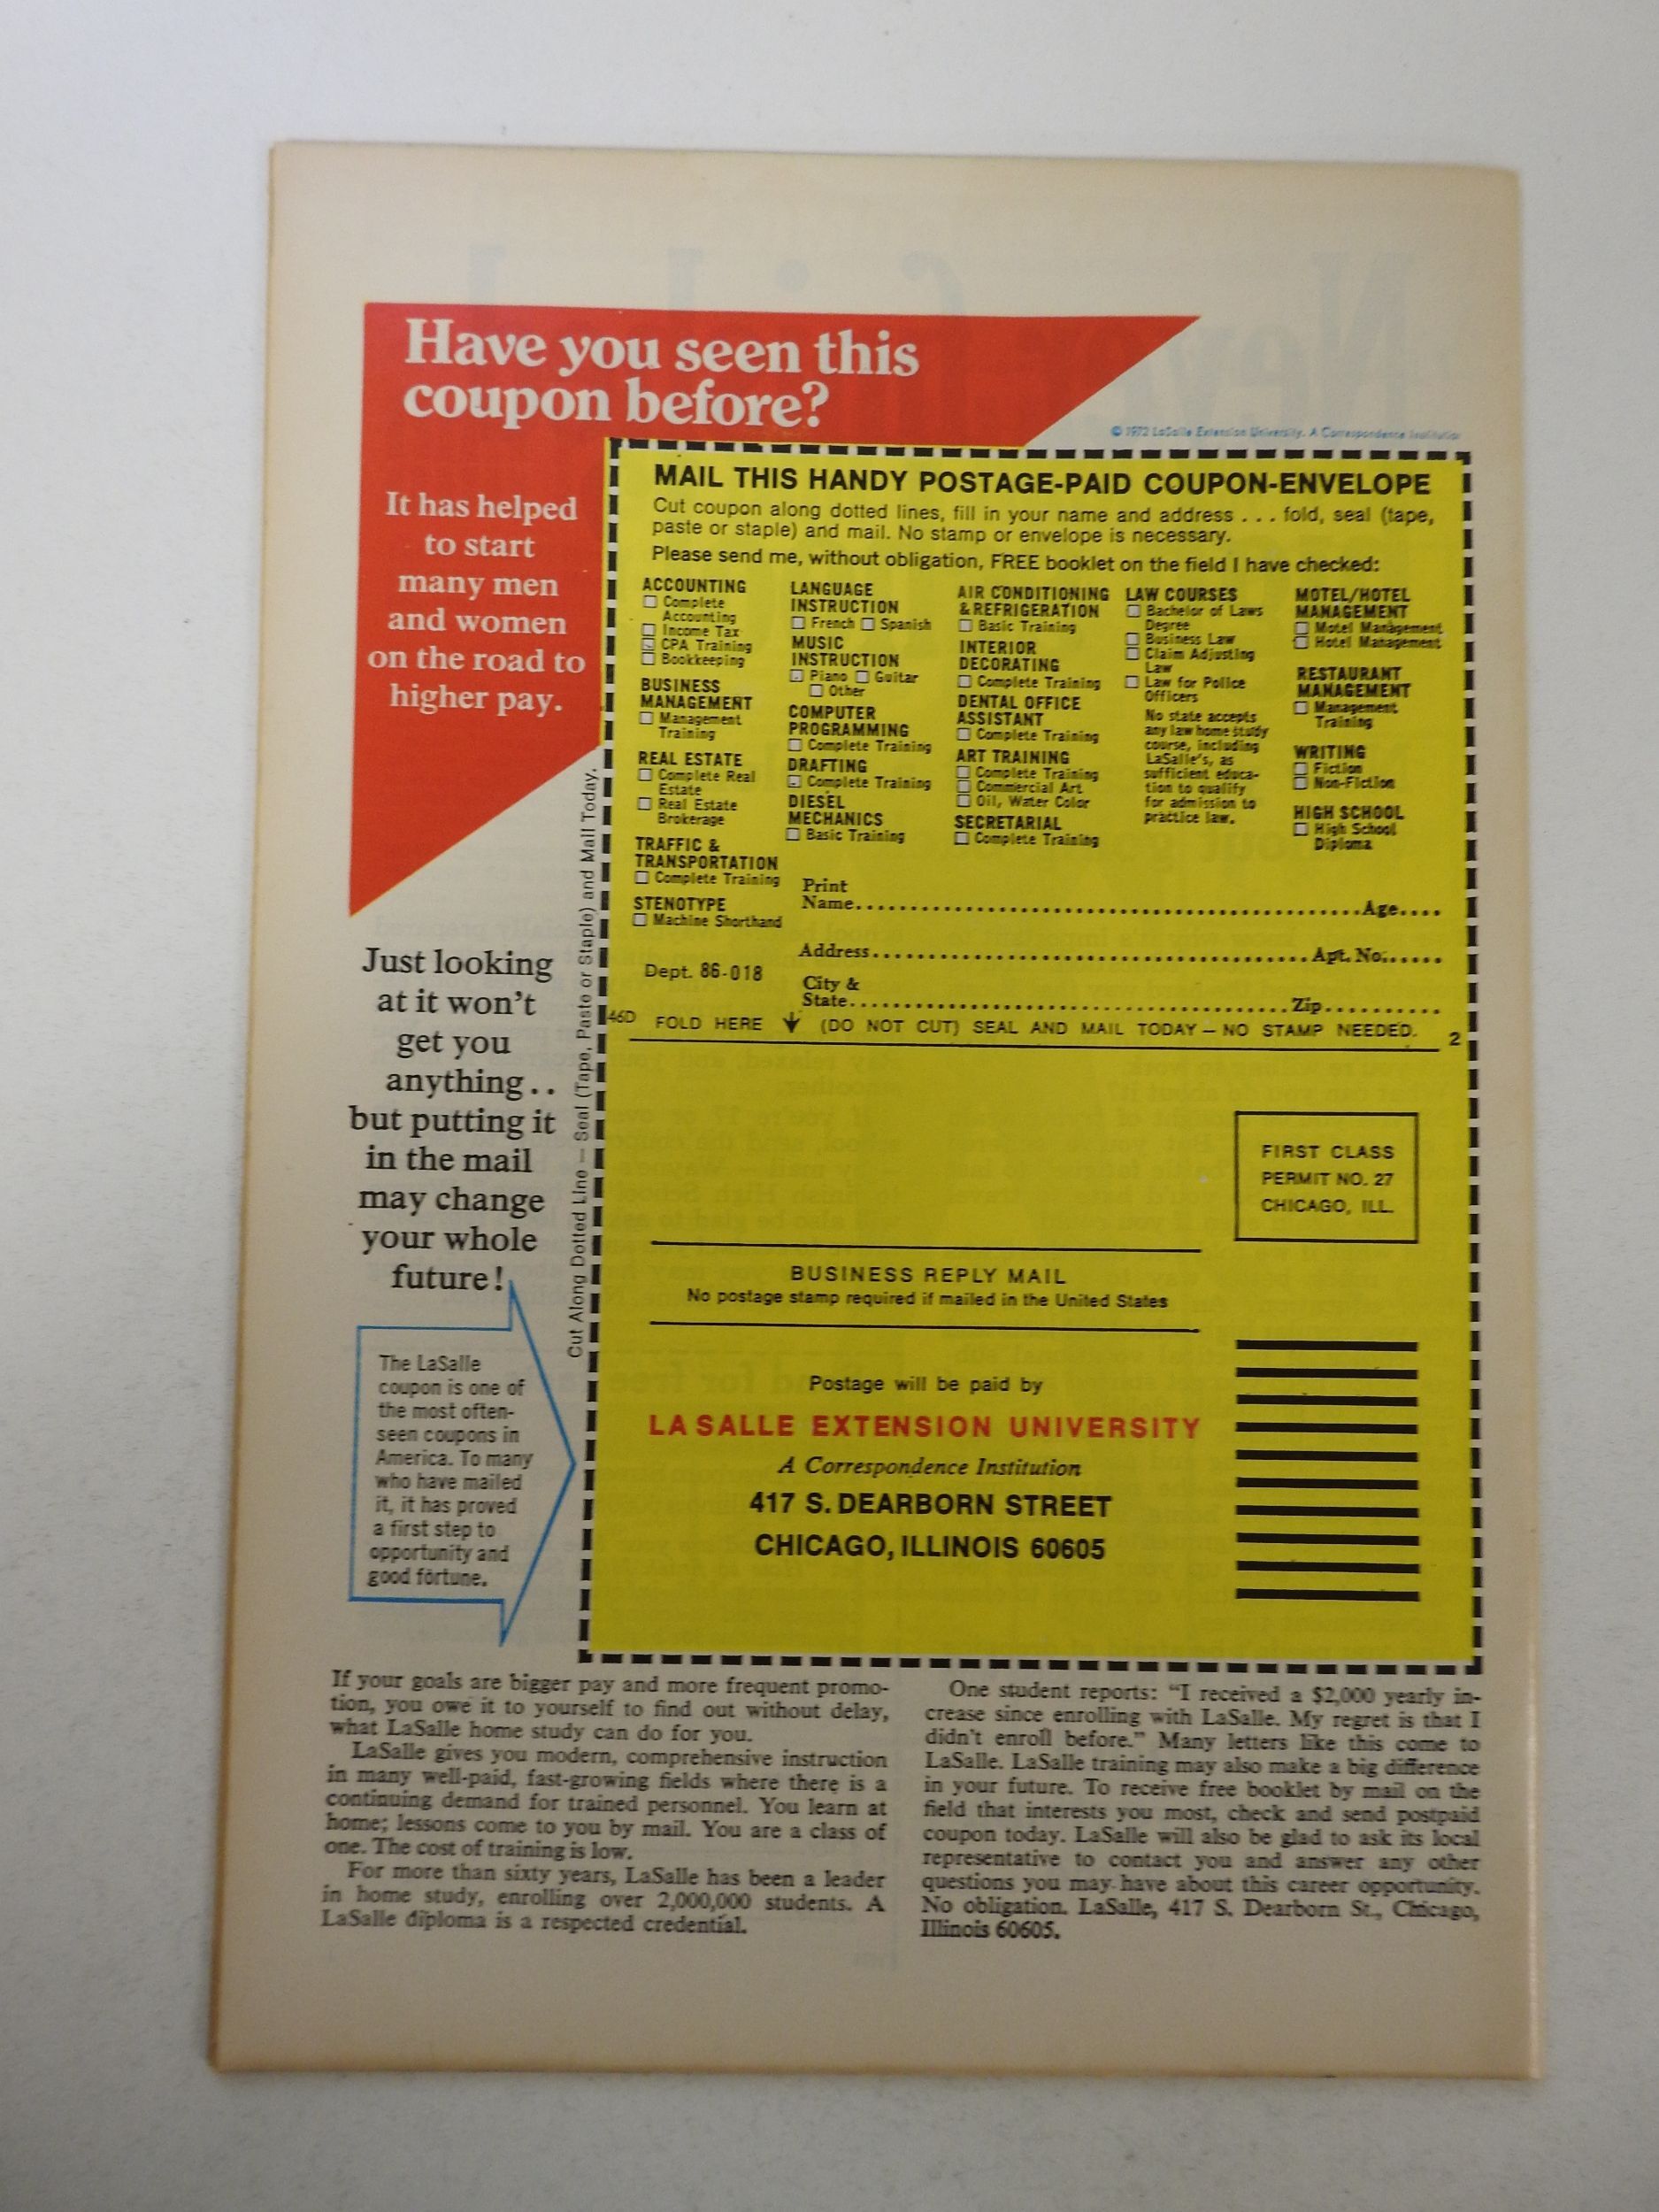 Have you seen this
coupon before?
It has helped
to start
many men
and women
on the road to
higher pay.
Just looking
at it won't
get you
anything..
but putting it
in the mail
may change
your whole
future!
The LaSalle
coupon is one of
the most often-
seen coupons in
America. To many
who have mailed
it, it has proved
a first step to
opportunity and
good fortune.
Cut Along Dotted Line — Seal (Tape, Paste or Staple) and Mail Today.
© 1972 LaSalle Extension University. A Correspondence Institution
MAIL THIS HANDY POSTAGE-PAID COUPON-ENVELOPE
Cut coupon along dotted lines, fill in your name and address . . . fold, seal (tape,
paste or staple) and mail. No stamp or envelope is necessary.
Please send me, without obligation, FREE booklet on the field I have checked:
ACCOUNTING
Complete
Accounting
Income Tax
CPA Training
Bookkeeping
BUSINESS
MANAGEMENT
Management
Training
REAL ESTATE
Complete Real
Estate
Real Estate
Brokerage
TRAFFIC &
TRANSPORTATION
Complete Training
STENOTYPE
Machine Shorthand
LANGUAGE
INSTRUCTION
French Spanish
MUSIC
INSTRUCTION
Piano Guitar
Other
COMPUTER
PROGRAMMING
Complete Training
DRAFTING
Complete Training
DIESEL
MECHANICS
Basic Training
AIR CONDITIONING
& REFRIGERATION
Basic Training
INTERIOR
DECORATING
Complete Training
DENTAL OFFICE
ASSISTANT
Complete Training
ART TRAINING
Complete Training
Commercial Art
Oil, Water Color
SECRETARIAL
Complete Training
LAW COURSES
Bachelor of Laws
Degree
Business Law
Claim Adjusting
Law
Law for Police
Officers
No state accepts
any law home study
course, including
LaSalle's, as
sufficient educa-
tion to qualify
for admission to
practice law.
MOTEL/HOTEL
MANAGEMENT
Motel Management
Hotel Management
RESTAURANT
MANAGEMENT
Management
Training
WRITING
Fiction
Non-Fiction
HIGH SCHOOL
High School
Diploma
Print
Name........................................Age....
Address........................................Apt. No......
Dept. 86-018
City &
State........................................Zip..........
46D FOLD HERE ↓ (DO NOT CUT) SEAL AND MAIL TODAY — NO STAMP NEEDED. 2
FIRST CLASS
PERMIT NO. 27
CHICAGO, ILL.
BUSINESS REPLY MAIL
No postage stamp required if mailed in the United States
Postage will be paid by
LA SALLE EXTENSION UNIVERSITY
A Correspondence Institution
417 S. DEARBORN STREET
CHICAGO, ILLINOIS 60605
If your goals are bigger pay and more frequent promo-
tion, you owe it to yourself to find out without delay,
what LaSalle home study can do for you.
LaSalle gives you modern, comprehensive instruction
in many well-paid, fast-growing fields where there is a
continuing demand for trained personnel. You learn at
home; lessons come to you by mail. You are a class of
one. The cost of training is low.
For more than sixty years, LaSalle has been a leader
in home study, enrolling over 2,000,000 students. A
LaSalle diploma is a respected credential.
One student reports: "I received a $2,000 yearly in-
crease since enrolling with LaSalle. My regret is that I
didn't enroll before." Many letters like this come to
LaSalle. LaSalle training may also make a big difference
in your future. To receive free booklet by mail on the
field that interests you most, check and send postpaid
coupon today. LaSalle will also be glad to ask its local
representative to contact you and answer any other
questions you may have about this career opportunity.
No obligation. LaSalle, 417 S. Dearborn St., Chicago,
Illinois 60605.